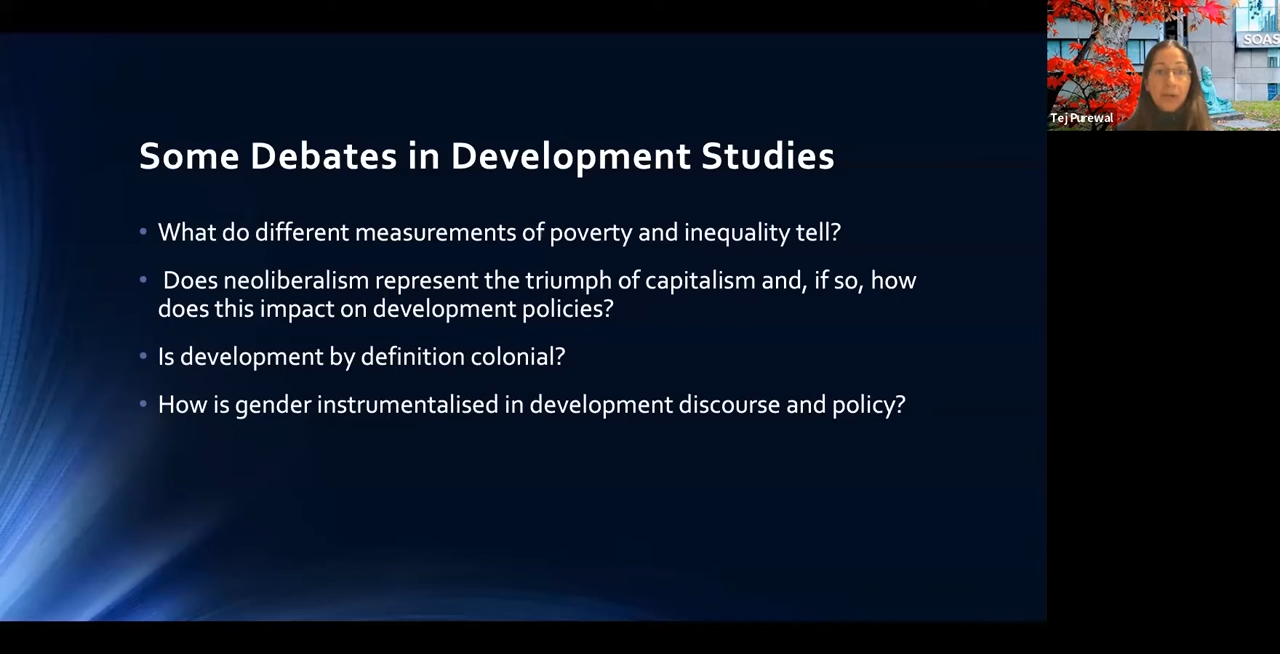 Some Debates in Development Studies
• What do different measurements of poverty and inequality tell?
• Does neoliberalism represent the triumph of capitalism and, if so, how
does this impact on development policies?
• Is development by definition colonial?
• How is gender instrumentalised in development discourse and policy?
SOAS
Tej Purewal